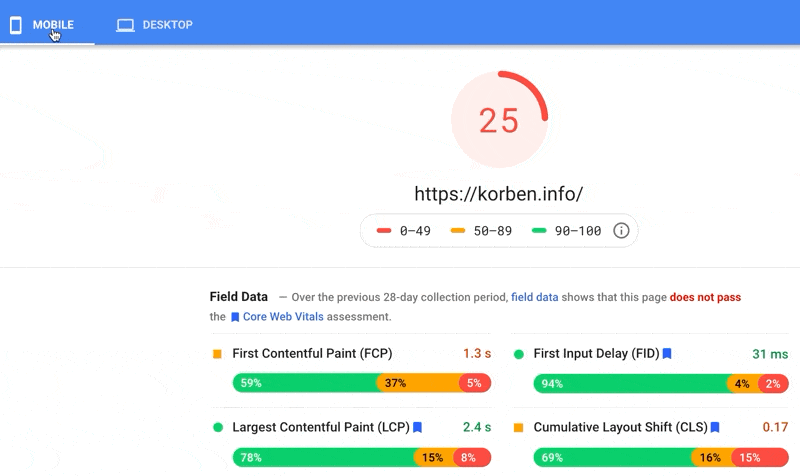 MOBILE DESKTOP
25
https://korben.info/
0–49 50–89 90–100
Field Data — Over the previous 28-day collection period, field data shows that this page does not pass
the Core Web Vitals assessment.
First Contentful Paint (FCP) 1.3 s
59% 37% 5%
First Input Delay (FID) 31 ms
94% 4% 2%
Largest Contentful Paint (LCP) 2.4 s
78% 15% 8%
Cumulative Layout Shift (CLS) 0.17
69% 16% 15%